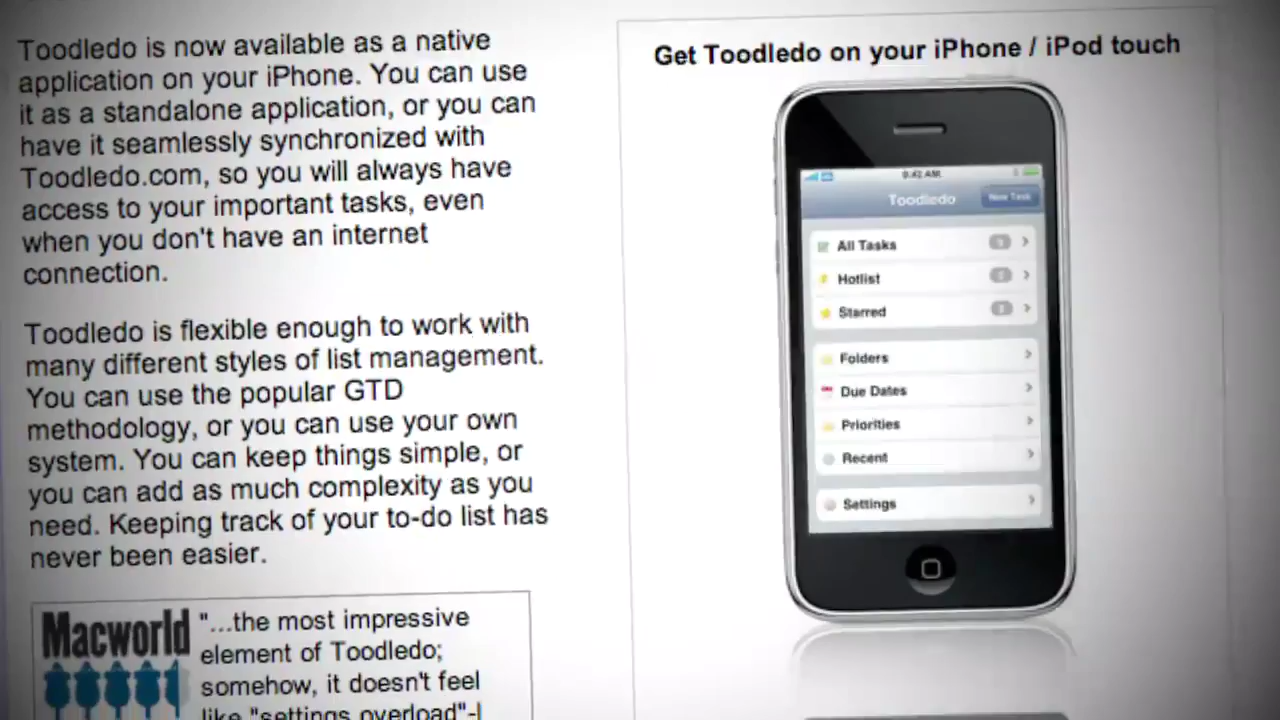 Toodledo is now available as a native
application on your iPhone. You can use
it as a standalone application, or you can
have it seamlessly synchronized with
Toodledo.com, so you will always have
access to your important tasks, even
when you don't have an internet
connection.
Toodledo is flexible enough to work with
many different styles of list management.
You can use the popular GTD
methodology, or you can use your own
system. You can keep things simple, or
you can add as much complexity as you
need. Keeping track of your to-do list has
never been easier.
Macworld
"...the most impressive
element of Toodledo;
somehow, it doesn't feel
like "settings overload"-I
Get Toodledo on your iPhone / iPod touch
9:42 AM
Toodledo
New Task
All Tasks
Hotlist
Starred
Folders
Due Dates
Priorities
Recent
Settings